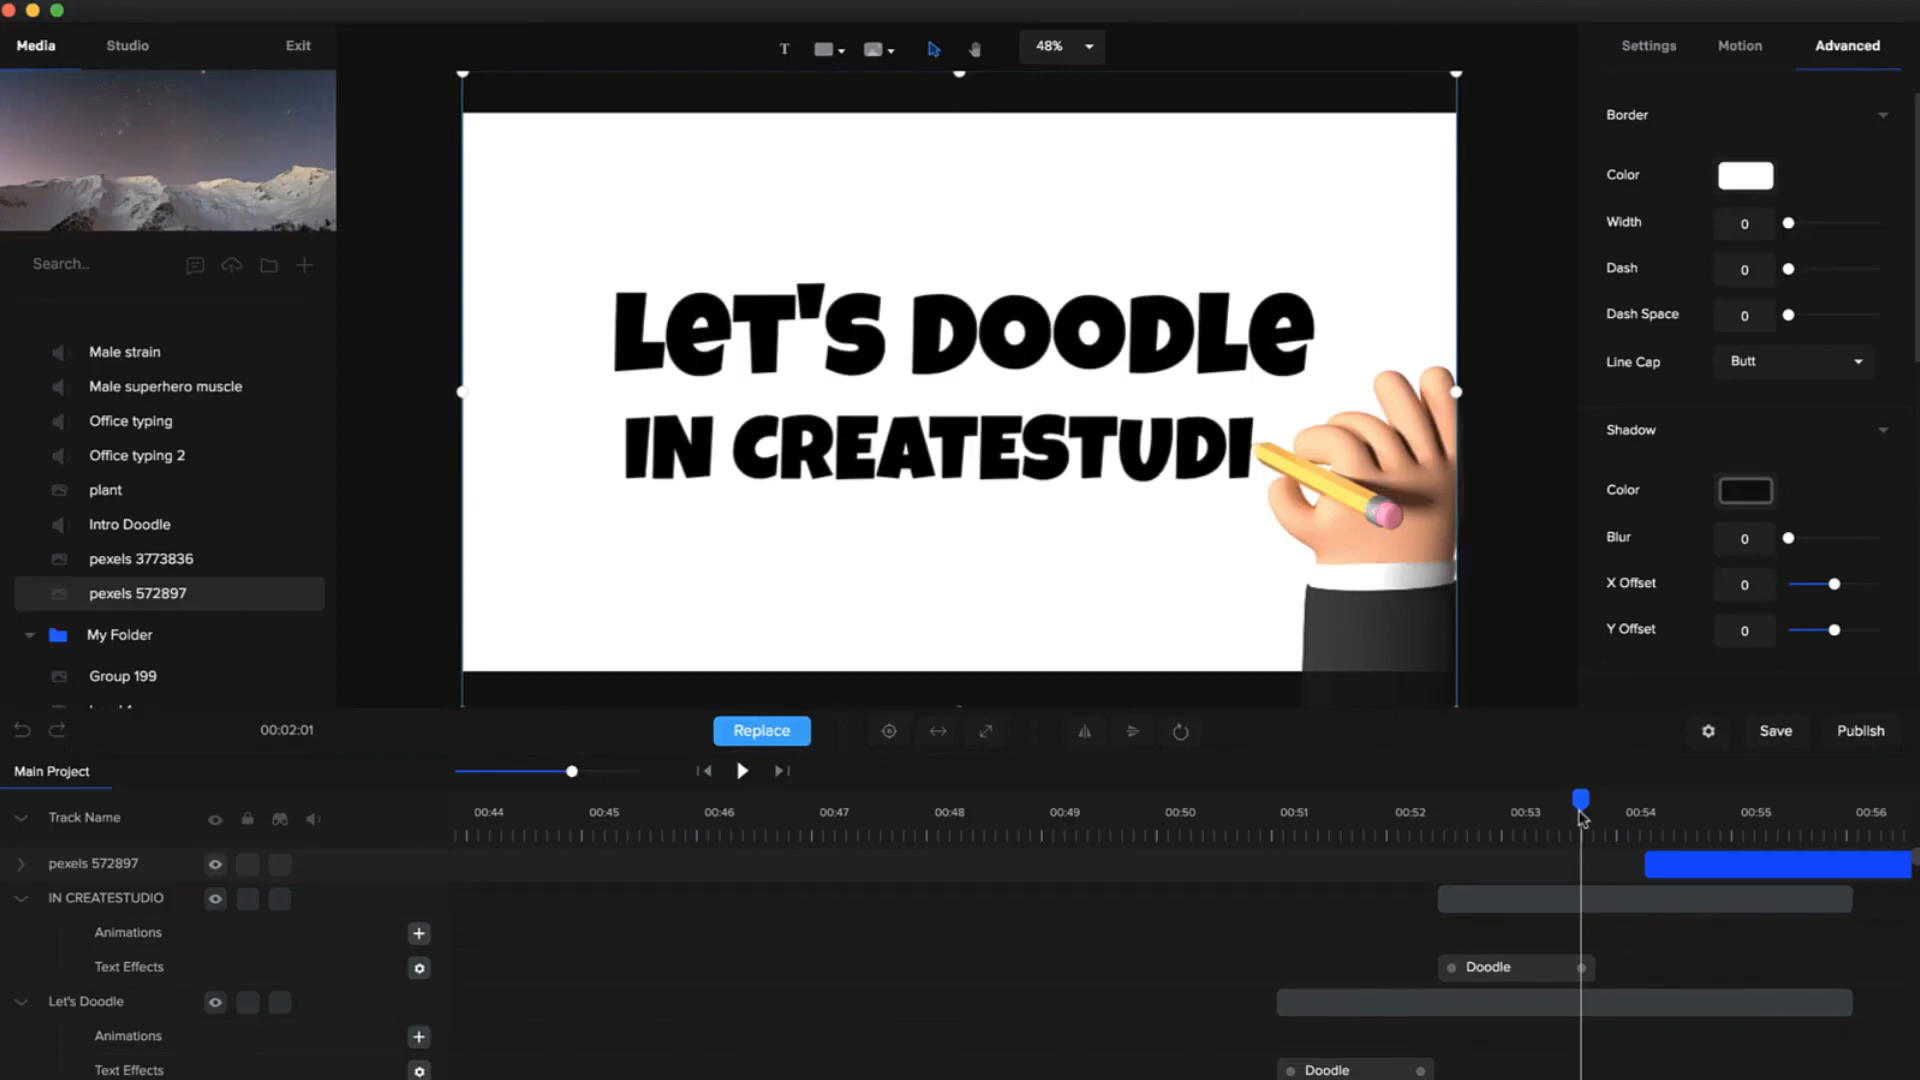 Media Studio Exit
T 48%
Settings Motion Advanced
Search..
Male strain
Male superhero muscle
Office typing
Office typing 2
plant
Intro Doodle
pexels 3773836
pexels 572897
My Folder
Group 199
LET'S DOODLE
IN CREATESTUDI
Border
Color
Width 0
Dash 0
Dash Space 0
Line Cap Butt
Shadow
Color
Blur 0
X Offset 0
Y Offset 0
00:02:01 Replace Save Publish
Main Project
Track Name 00:44 00:45 00:46 00:47 00:48 00:49 00:50 00:51 00:52 00:53 00:54 00:55 00:56
pexels 572897
IN CREATESTUDIO
Animations
Text Effects Doodle
Let's Doodle
Animations
Text Effects Doodle